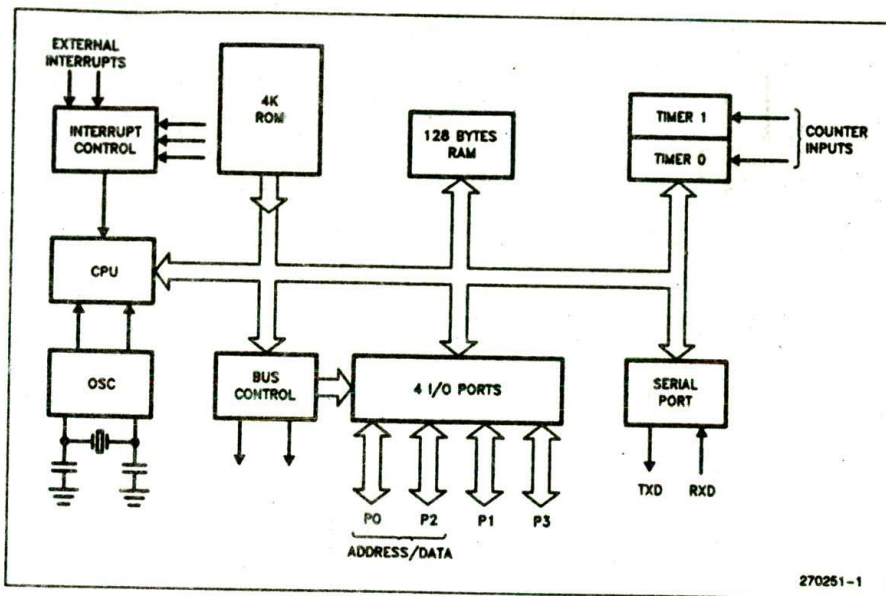 EXTERNAL
INTERRUPTS
INTERRUPT
CONTROL
4K
ROM
128 BYTES
RAM
TIMER 1
TIMER 0
COUNTER
INPUTS
CPU
OSC
BUS
CONTROL
4 I/O PORTS
SERIAL
PORT
TXD
RXD
P0
P2
P1
P3
ADDRESS/DATA
270251-1